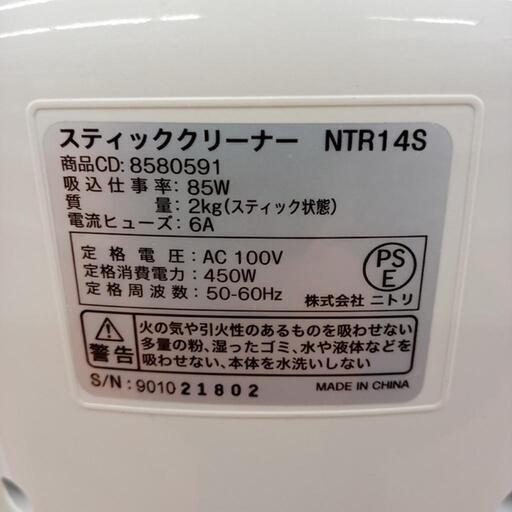 スティッククリーナー NTR14S
商品CD: 8580591
吸込仕事率: 85W
質 量: 2kg(スティック状態)
電流ヒューズ: 6A
定格電圧: AC 100V
定格消費電力: 450W
定格周波数: 50-60Hz
PS
E
株式会社 ニトリ
警告
火の気や引火性のあるものを吸わせない
多量の粉、湿ったゴミ、水や液体などを
吸わせない、本体を水洗いしない
S/N: 9010 21802
MADE IN CHINA